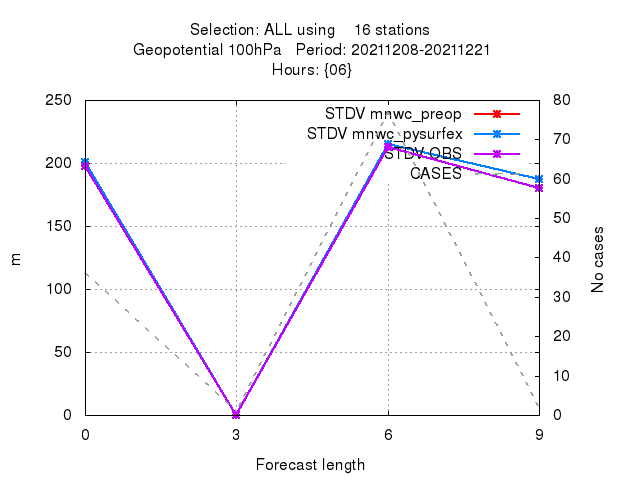 Selection: ALL using    16 stations
Geopotential 100hPa   Period: 20211208-20211221
Hours: {06}
250
200
150
100
50
0
m
80
70
60
50
40
30
20
10
0
No cases
STDV mnwc_preop
STDV mnwc_pysurfex
STDV OBS
CASES
0
3
6
9
Forecast length